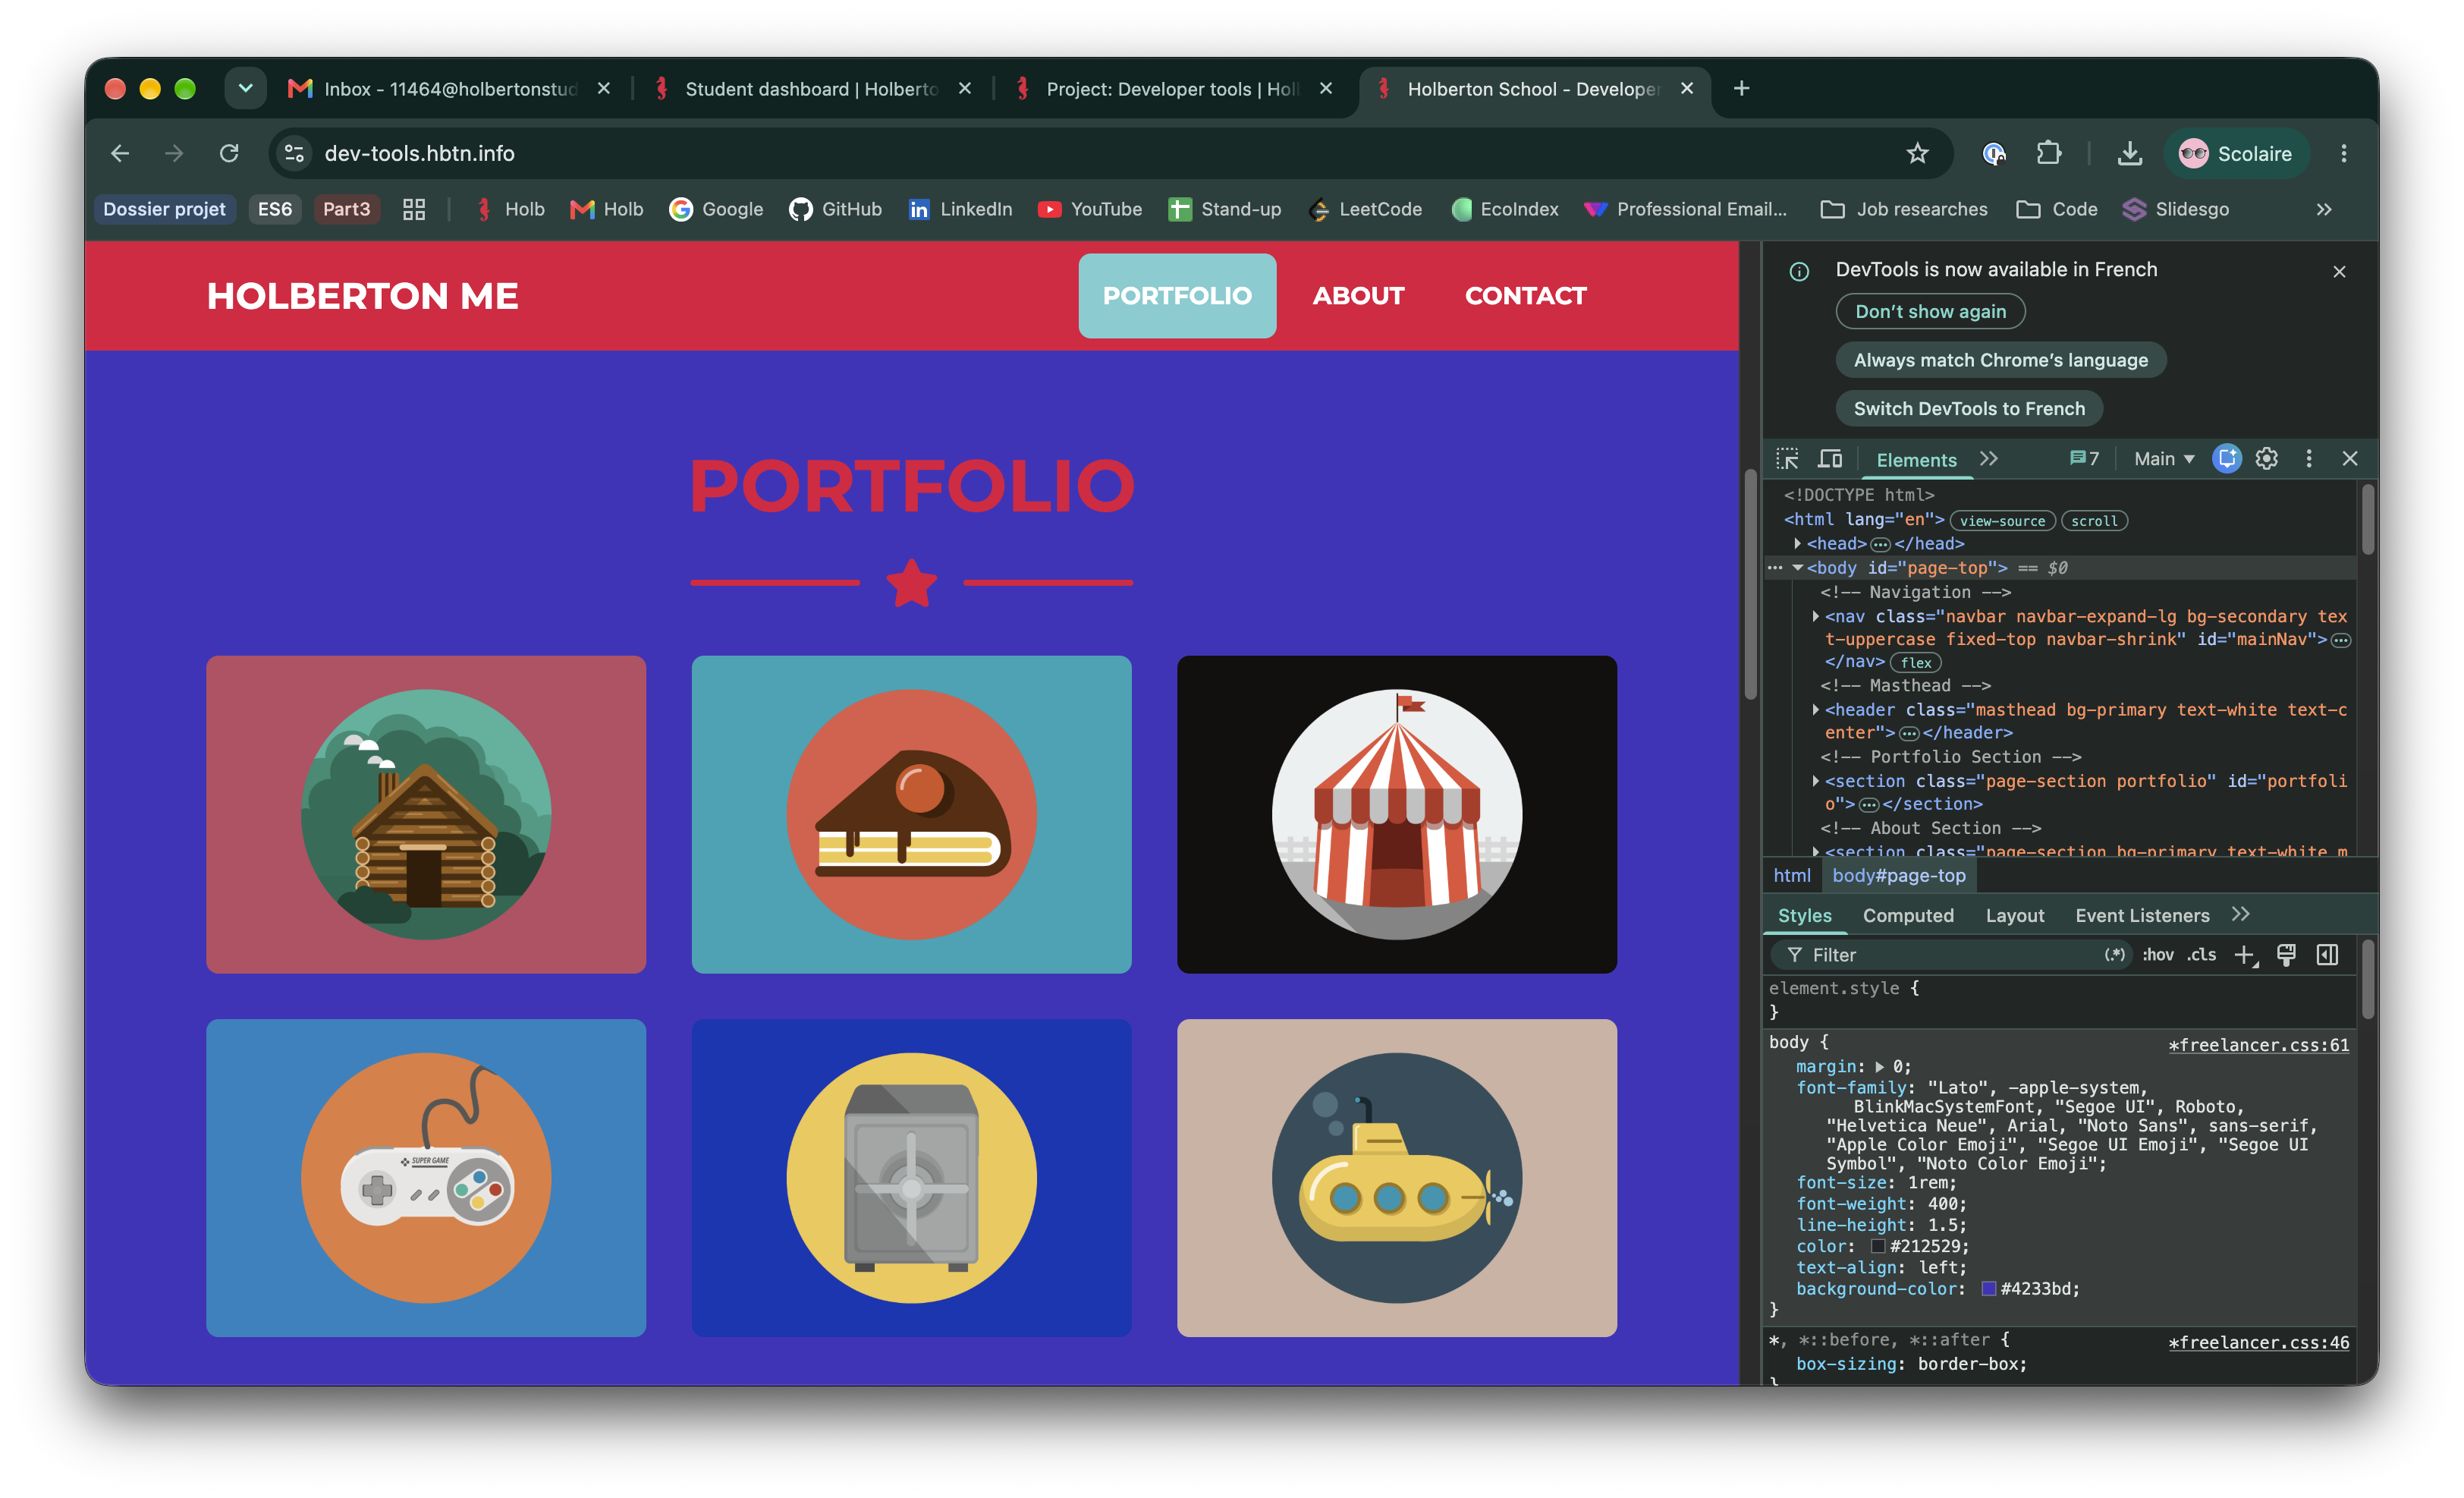 Inbox - 11464@holbertonstud
Student dashboard | Holberto
Project: Developer tools | Hol
Holberton School - Developer
dev-tools.hbtn.info
Scolaire
Dossier projet ES6 Part3 Holb Holb Google GitHub LinkedIn YouTube Stand-up LeetCode EcoIndex Professional Email... Job researches Code Slidesgo
HOLBERTON ME
PORTFOLIO ABOUT CONTACT
PORTFOLIO
SUPER GAME
DevTools is now available in French
Don't show again
Always match Chrome's language
Switch DevTools to French
Elements 7 Main
<!DOCTYPE html>
<html lang="en"> view-source scroll
<head> ... </head>
... <body id="page-top"> == $0
<!-- Navigation -->
<nav class="navbar navbar-expand-lg bg-secondary tex
t-uppercase fixed-top navbar-shrink" id="mainNav"> ...
</nav> flex
<!-- Masthead -->
<header class="masthead bg-primary text-white text-c
enter"> ... </header>
<!-- Portfolio Section -->
<section class="page-section portfolio" id="portfoli
o"> ... </section>
<!-- About Section -->
<section class="page-section bg-primary text-white m
html body#page-top
Styles Computed Layout Event Listeners
Filter (.*) :hov .cls
element.style {
}
body { *freelancer.css:61
margin: 0;
font-family: "Lato", -apple-system,
BlinkMacSystemFont, "Segoe UI", Roboto,
"Helvetica Neue", Arial, "Noto Sans", sans-serif,
"Apple Color Emoji", "Segoe UI Emoji", "Segoe UI
Symbol", "Noto Color Emoji";
font-size: 1rem;
font-weight: 400;
line-height: 1.5;
color: #212529;
text-align: left;
background-color: #4233bd;
}
*, *::before, *::after { *freelancer.css:46
box-sizing: border-box;
}